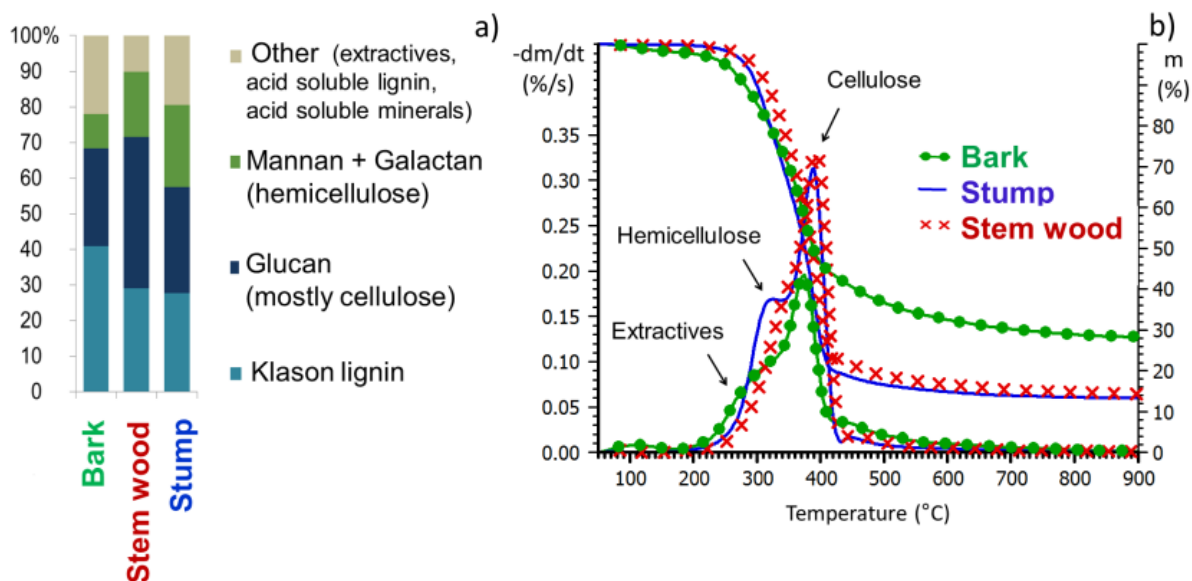 100%
90
80
70
60
50
40
30
20
10
0
Bark
Stem wood
Stump
Other (extractives,
acid soluble lignin,
acid soluble minerals)
Mannan + Galactan
(hemicellulose)
Glucan
(mostly cellulose)
Klason lignin
a)
b)
-dm/dt
(%/s)
0.35
0.30
0.25
0.20
0.15
0.10
0.05
0.00
Cellulose
Hemicellulose
Extractives
Bark
Stump
Stem wood
m
(%)
90
80
70
60
50
40
30
20
10
0
100 200 300 400 500 600 700 800 900
Temperature (°C)